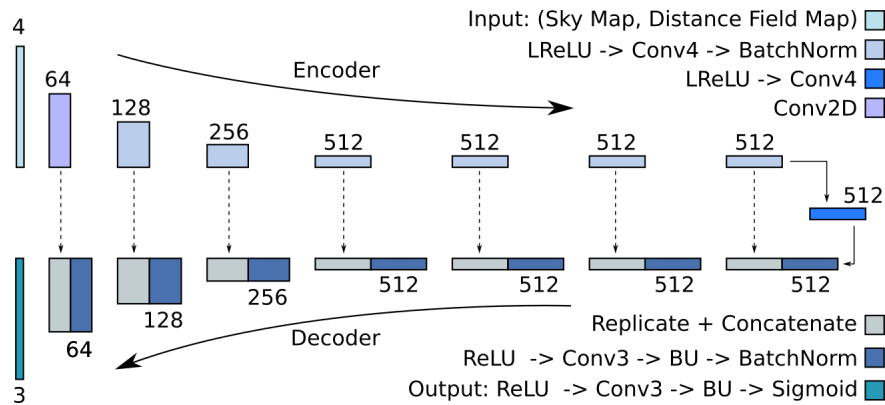 4
Input: (Sky Map, Distance Field Map)
LReLU -> Conv4 -> BatchNorm
LReLU -> Conv4
Conv2D
Encoder
64
128
256
512
512
512
512
512
64
128
256
512
512
512
512
Decoder
3
Replicate + Concatenate
ReLU -> Conv3 -> BU -> BatchNorm
Output: ReLU -> Conv3 -> BU -> Sigmoid